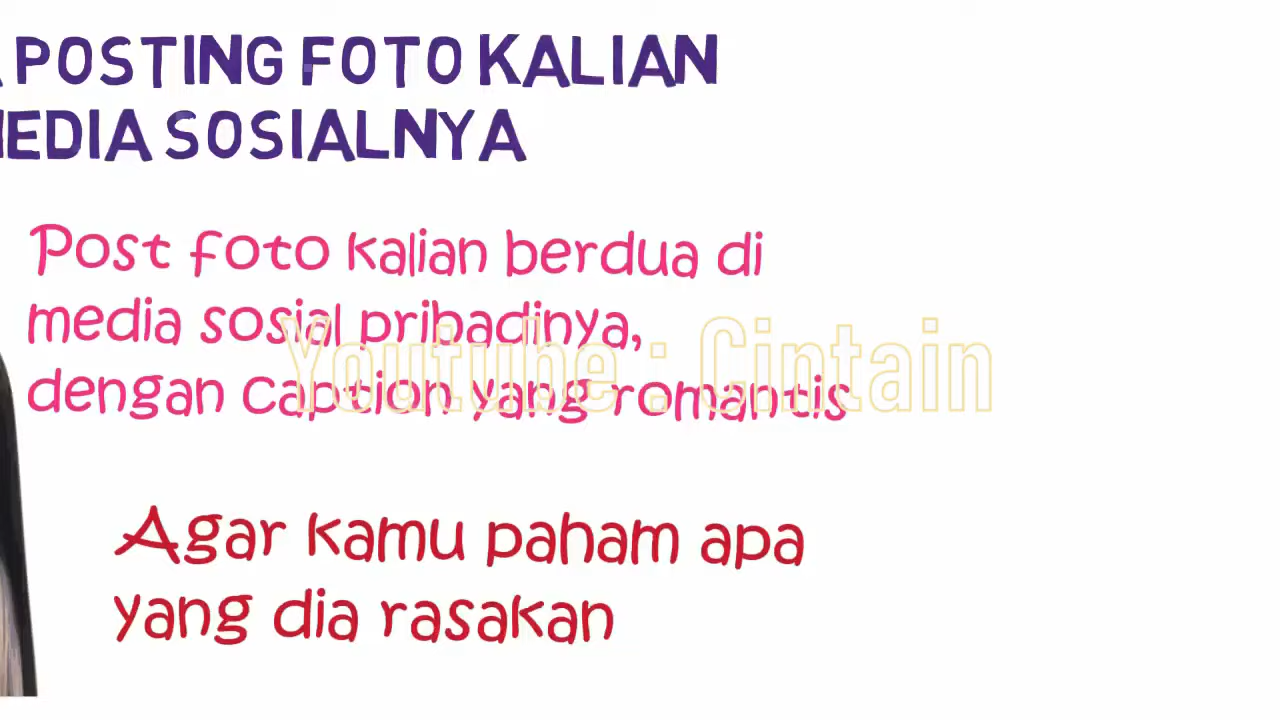 POSTING FOTO KALIAN
MEDIA SOSIALNYA
Post foto kalian berdua di
media sosial pribadinya,
dengan caption yang romantis
Youtube : Cintain
Agar kamu paham apa
yang dia rasakan